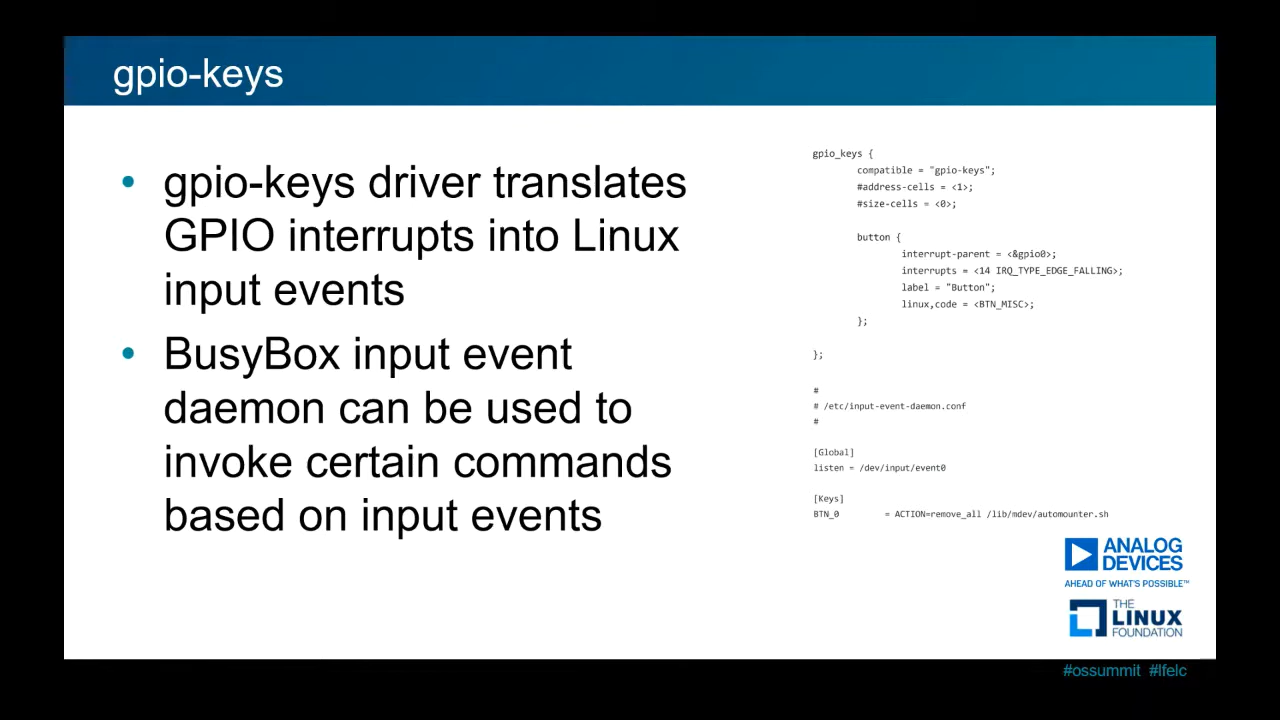 gpio-keys
• gpio-keys driver translates
GPIO interrupts into Linux
input events
• BusyBox input event
daemon can be used to
invoke certain commands
based on input events
gpio_keys {
compatible = "gpio-keys";
#address-cells = <1>;
#size-cells = <0>;
button {
interrupt-parent = <&gpio0>;
interrupts = <14 IRQ_TYPE_EDGE_FALLING>;
label = "Button";
linux,code = <BTN_MISC>;
};
};
#
# /etc/input-event-daemon.conf
#
[Global]
listen = /dev/input/event0
[Keys]
BTN_0 = ACTION=remove_all /lib/mdev/automounter.sh
ANALOG
DEVICES
AHEAD OF WHAT'S POSSIBLE™
THE
LINUX
FOUNDATION
#ossummit #lfelc